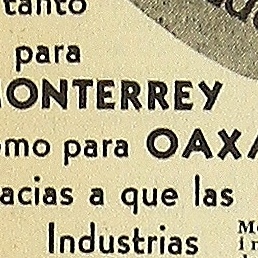 tanto
para
MONTERREY
omo para OAXA
acias a que las
Industrias